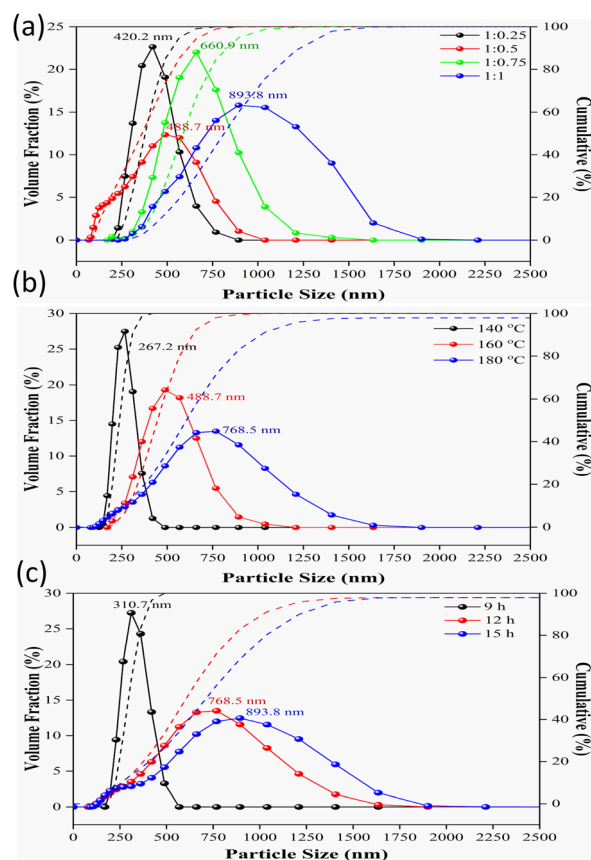 (a)
25
20
15
10
5
0
Volume Fraction (%)
420.2 nm
660.9 nm
893.8 nm
488.7 nm
1:0.25
1:0.5
1:0.75
1:1
100
80
60
40
20
0
Cumulative (%)
0 250 500 750 1000 1250 1500 1750 2000 2250 2500
Particle Size (nm)
(b)
30
25
20
15
10
5
0
Volume Fraction (%)
267.2 nm
488.7 nm
768.5 nm
140 °C
160 °C
180 °C
100
80
60
40
20
0
Cumulative (%)
0 250 500 750 1000 1250 1500 1750 2000 2250 2500
Particle Size (nm)
(c)
30
25
20
15
10
5
0
Volume Fraction (%)
310.7 nm
768.5 nm
893.8 nm
9 h
12 h
15 h
100
80
60
40
20
0
Cumulative (%)
0 250 500 750 1000 1250 1500 1750 2000 2250 2500
Particle Size (nm)